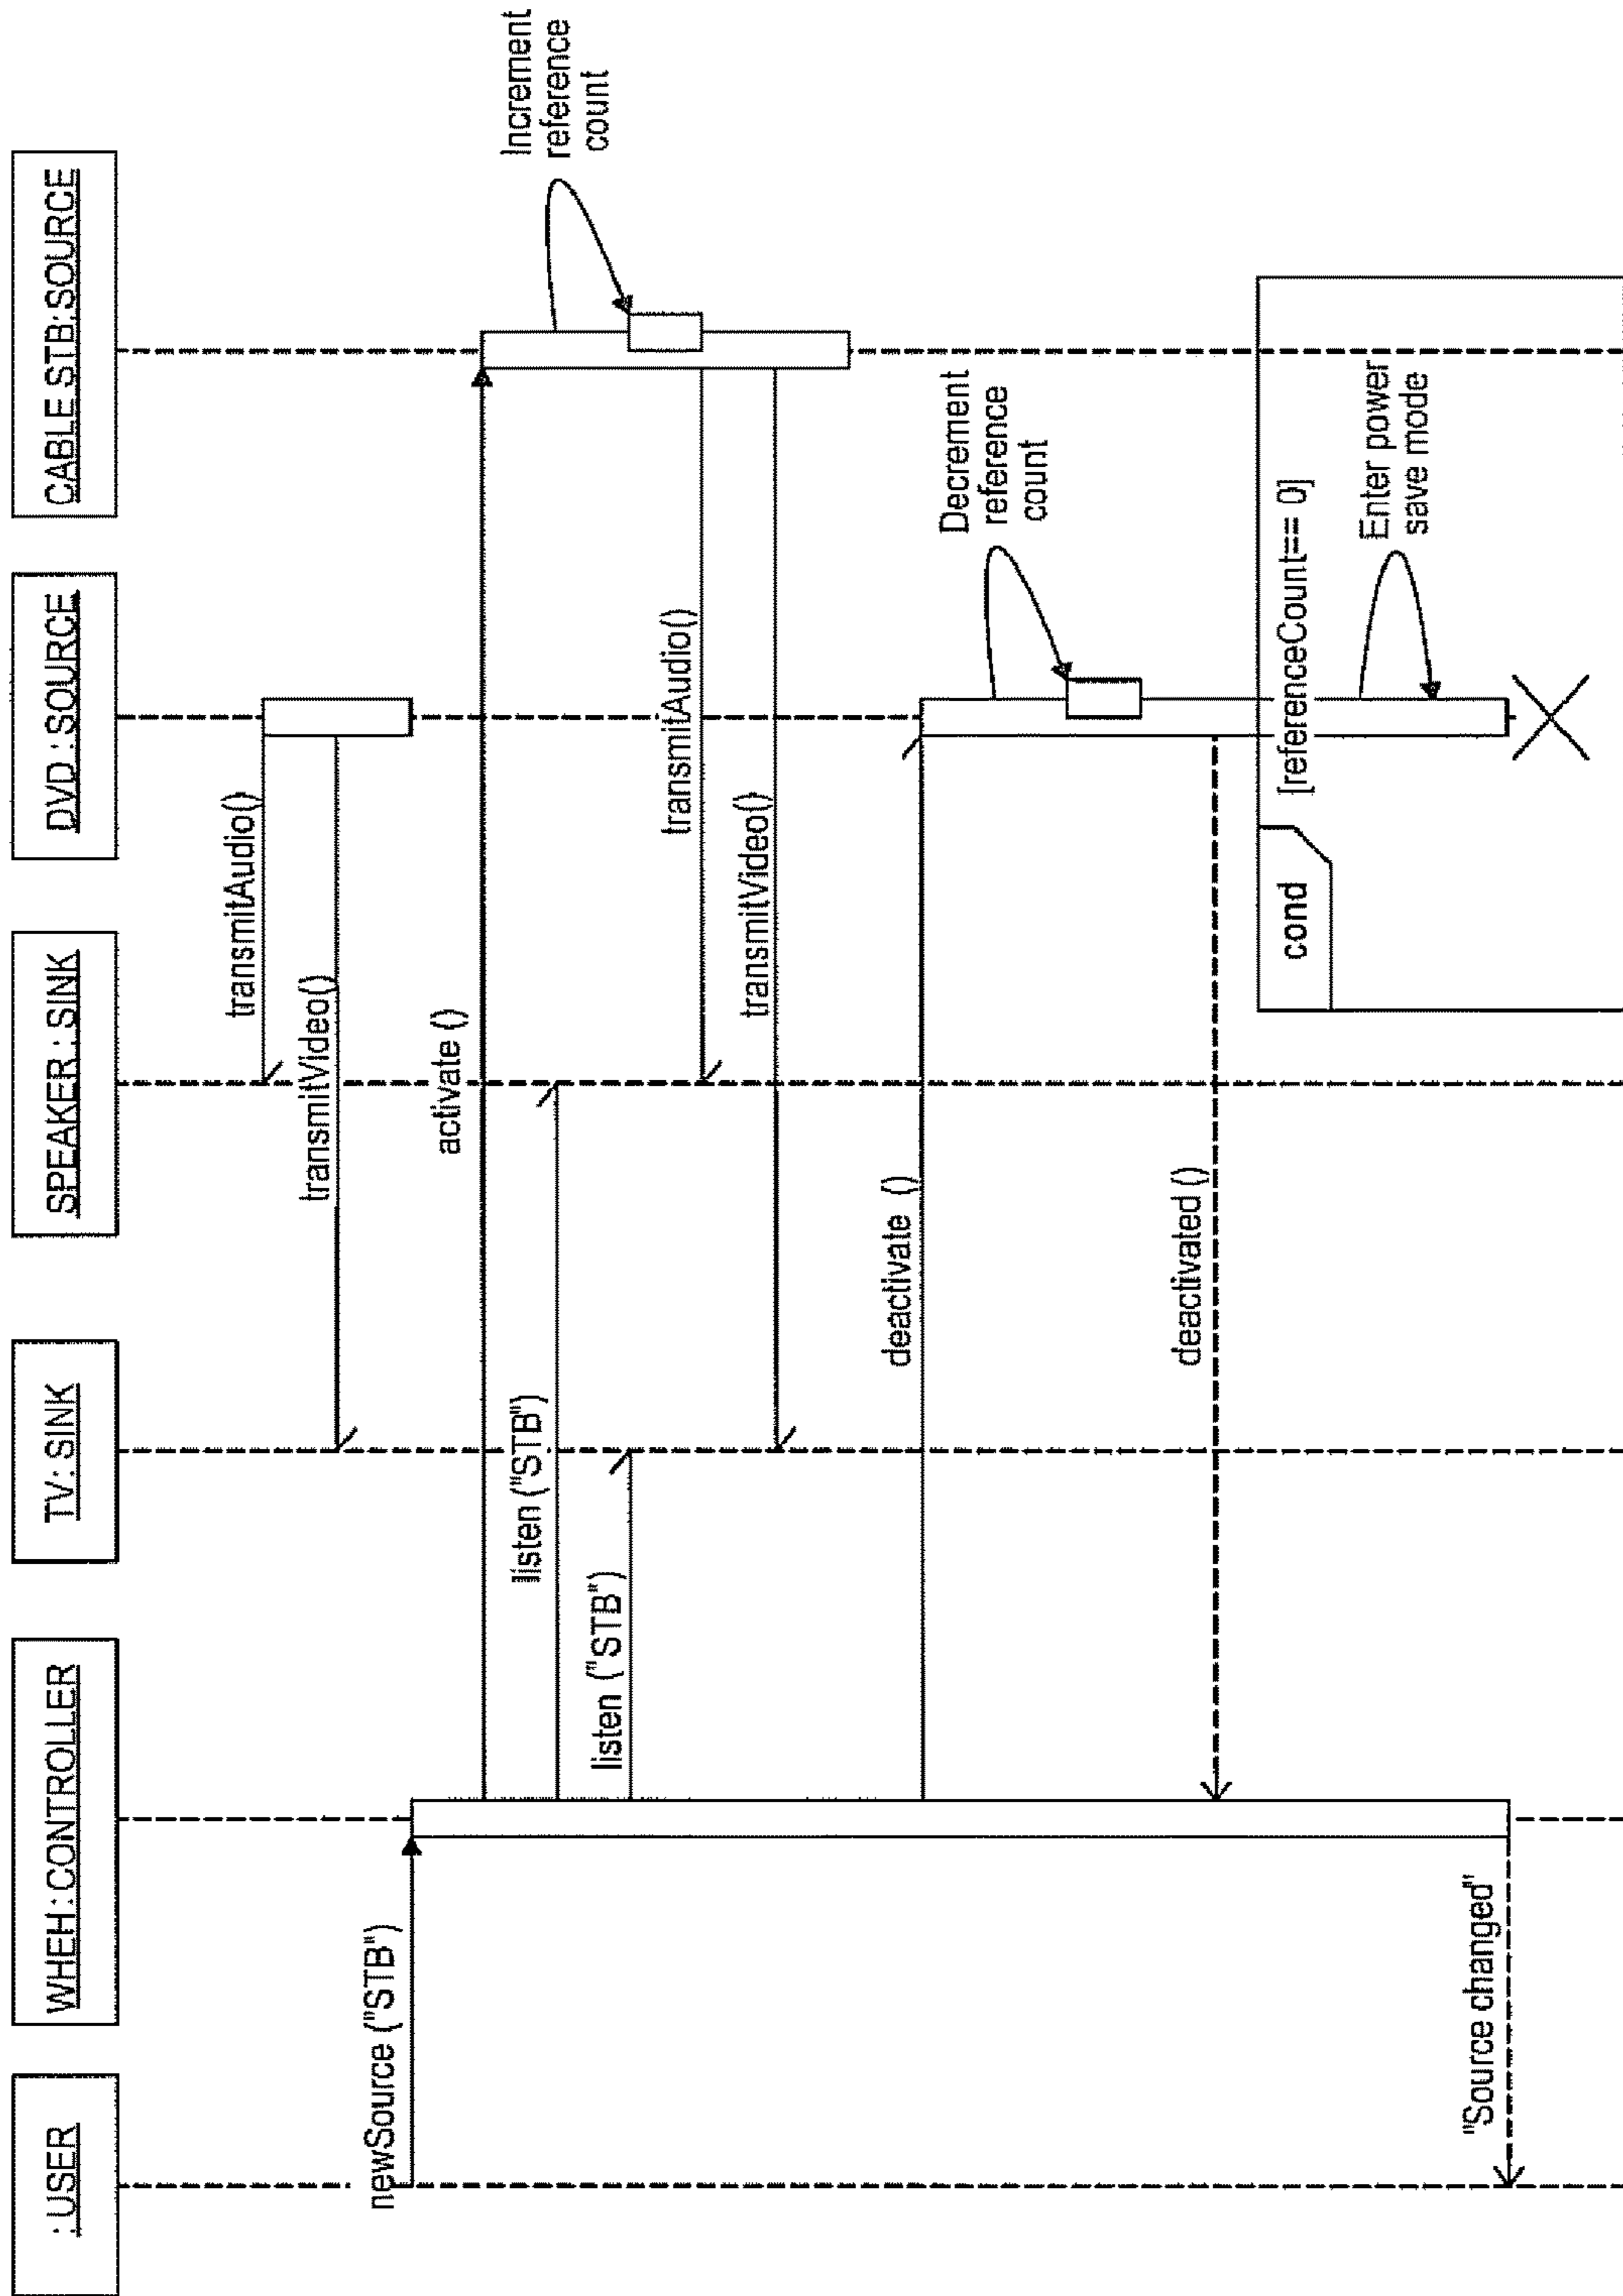 :USER
WHEH:CONTROLLER
TV:SINK
SPEAKER:SINK
DVD:SOURCE
CABLE STB:SOURCE
transmitAudio()
transmitVideo()
newSource ("STB")
activate ()
listen ("STB")
Increment
reference
count
listen ("STB")
transmitAudio()
transmitVideo()
deactivate ()
Decrement
reference
count
deactivated ()
cond
[referenceCount== 0]
Enter power
save mode
"Source changed"